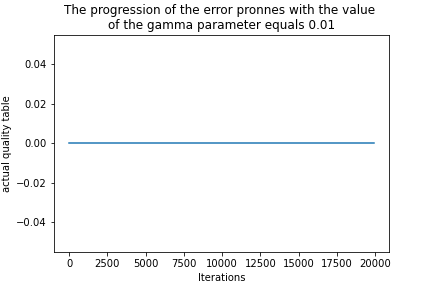 The progression of the error pronnes with the value
of the gamma parameter equals 0.01
actual quality table
0.04
0.02
0.00
−0.02
−0.04
0 2500 5000 7500 10000 12500 15000 17500 20000
Iterations